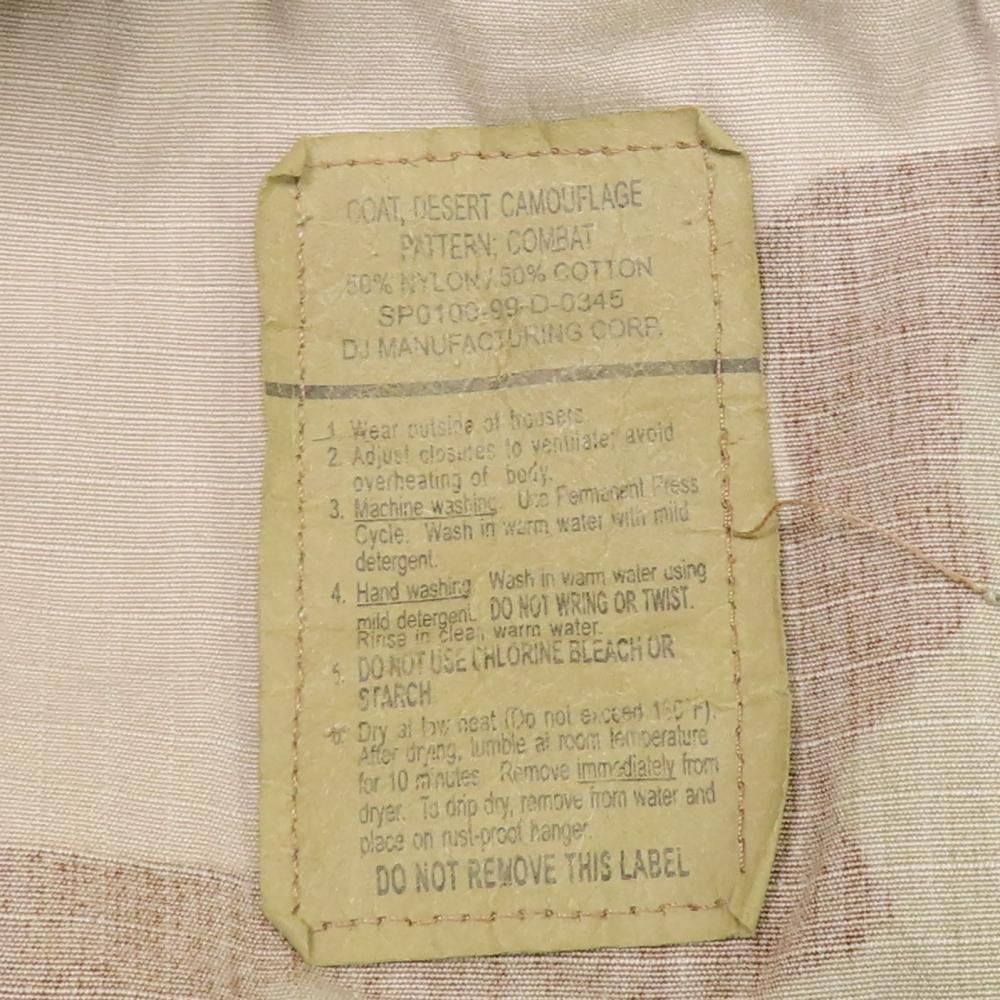 COAT, DESERT CAMOUFLAGE
PATTERN; COMBAT
50% NYLON / 50% COTTON
SP0100-99-D-0345
DJ MANUFACTURING CORP.
1. Wear outside of trousers.
2. Adjust closures to ventilate; avoid
overheating of body.
3. Machine washing. Use Permanent Press
Cycle. Wash in warm water with mild
detergent.
4. Hand washing. Wash in warm water using
mild detergent. DO NOT WRING OR TWIST.
Rinse in clean warm water.
5. DO NOT USE CHLORINE BLEACH OR
STARCH
6. Dry at low heat (Do not exceed
After drying, tumble at room temperature
for 10 minutes. Remove immediately from
dryer. To drip dry, remove from water and
place on rust-proof hanger.
DO NOT REMOVE THIS LABEL